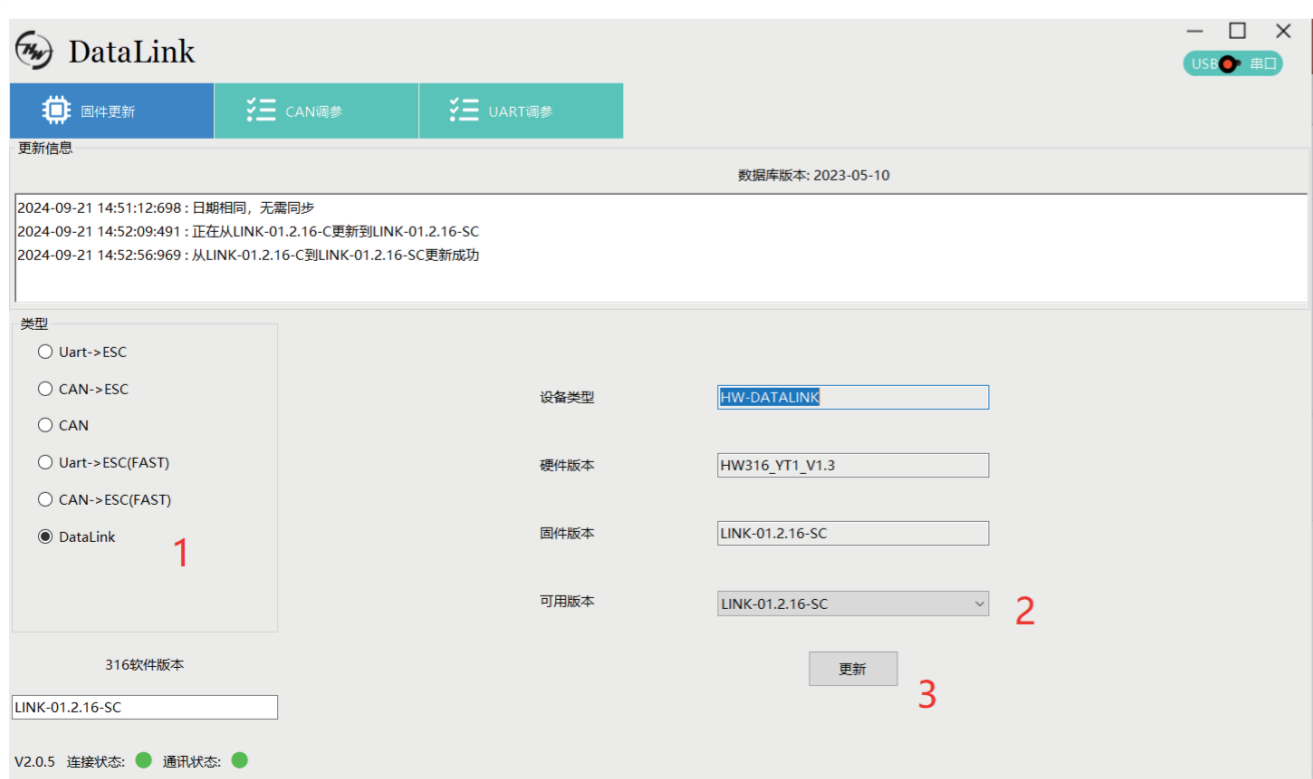 HW DataLink
USB 串口
固件更新 CAN调参 UART调参
更新信息
数据库版本: 2023-05-10
2024-09-21 14:51:12:698 : 日期相同，无需同步
2024-09-21 14:52:09:491 : 正在从LINK-01.2.16-C更新到LINK-01.2.16-SC
2024-09-21 14:52:56:969 : 从LINK-01.2.16-C到LINK-01.2.16-SC更新成功
类型
Uart->ESC
CAN->ESC
CAN
Uart->ESC(FAST)
CAN->ESC(FAST)
DataLink
1
设备类型 HW-DATALINK
硬件版本 HW316_YT1_V1.3
固件版本 LINK-01.2.16-SC
可用版本 LINK-01.2.16-SC 2
更新 3
316软件版本
LINK-01.2.16-SC
V2.0.5 连接状态: 通讯状态: